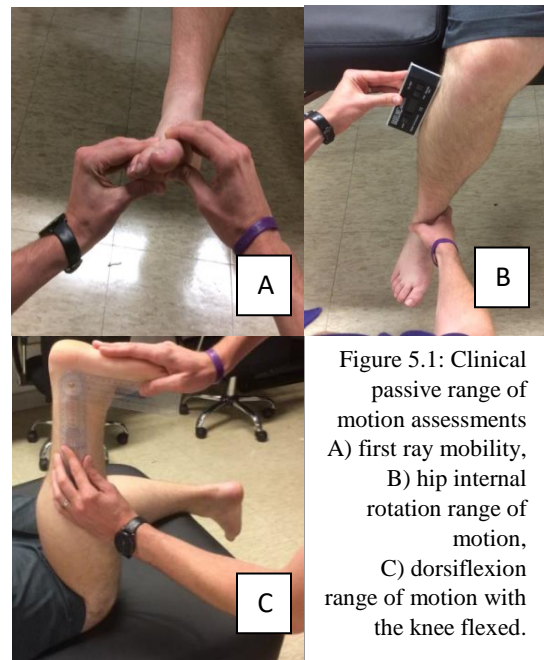 A
B
C
Figure 5.1: Clinical
passive range of
motion assessments
A) first ray mobility,
B) hip internal
rotation range of
motion,
C) dorsiflexion
range of motion with
the knee flexed.